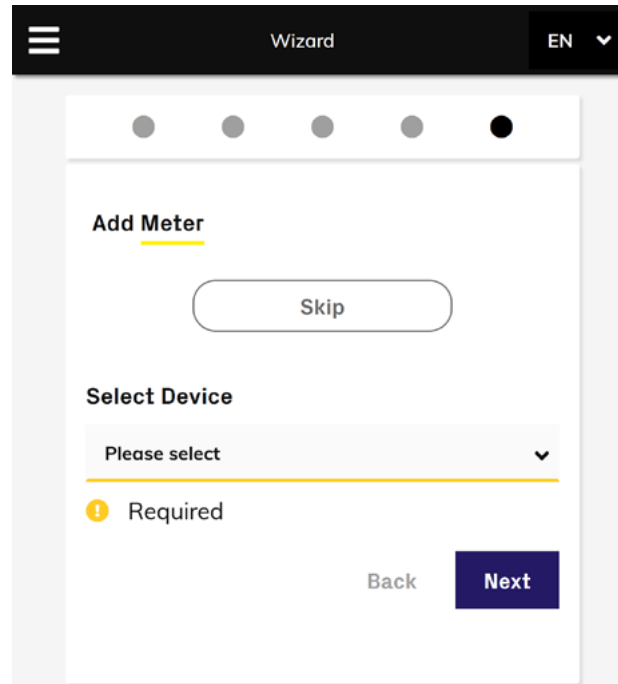 Wizard
EN
Add Meter
Skip
Select Device
Please select
Required
Back
Next